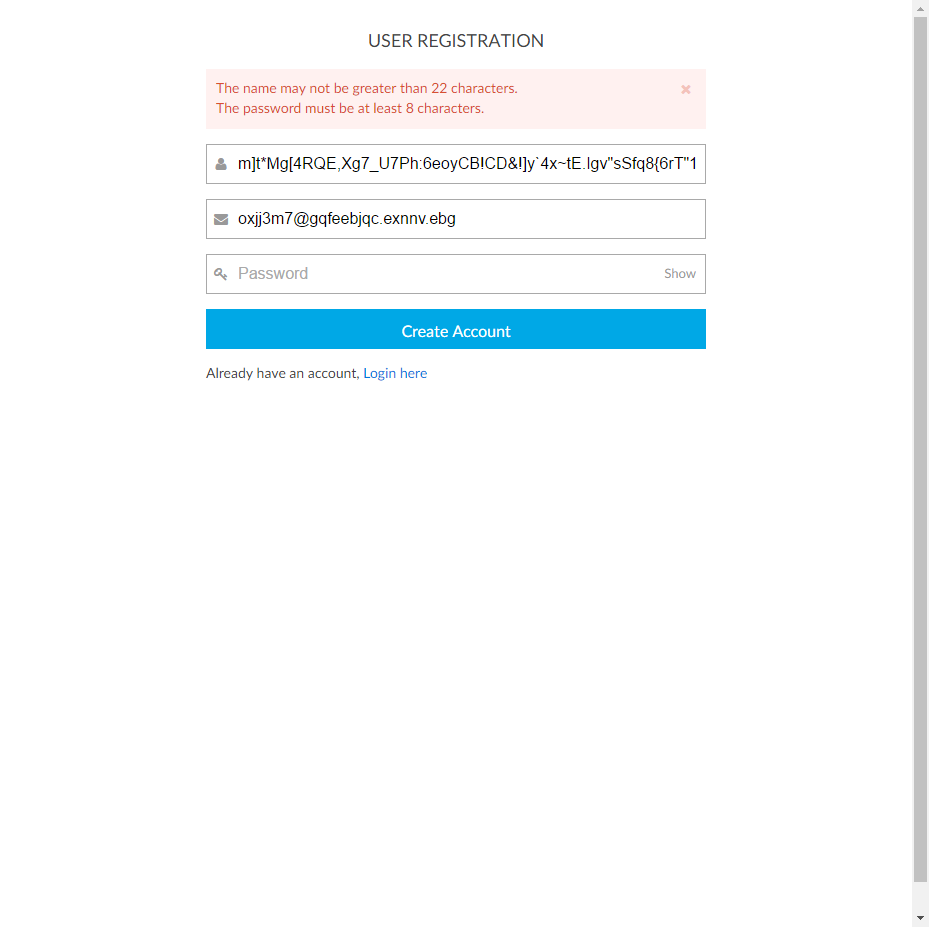 USER REGISTRATION
The name may not be greater than 22 characters.
The password must be at least 8 characters.
m]t*Mg[4RQE,Xg7_U7Ph:6eoyCB!CD&!]y`4x~tE.lgv"sSfq8{6rT"1
oxjj3m7@gqfeebjqc.exnnv.ebg
Password
Show
Create Account
Already have an account, Login here